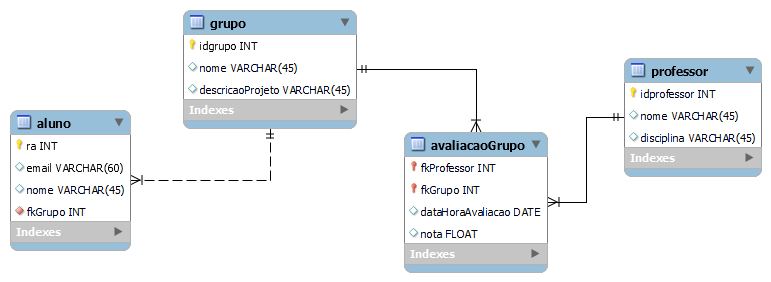 grupo
idgrupo INT
nome VARCHAR(45)
descricaoProjeto VARCHAR(45)
Indexes
professor
idprofessor INT
nome VARCHAR(45)
disciplina VARCHAR(45)
Indexes
aluno
ra INT
email VARCHAR(60)
nome VARCHAR(45)
fkGrupo INT
Indexes
avaliacaoGrupo
fkProfessor INT
fkGrupo INT
dataHoraAvaliacao DATE
nota FLOAT
Indexes